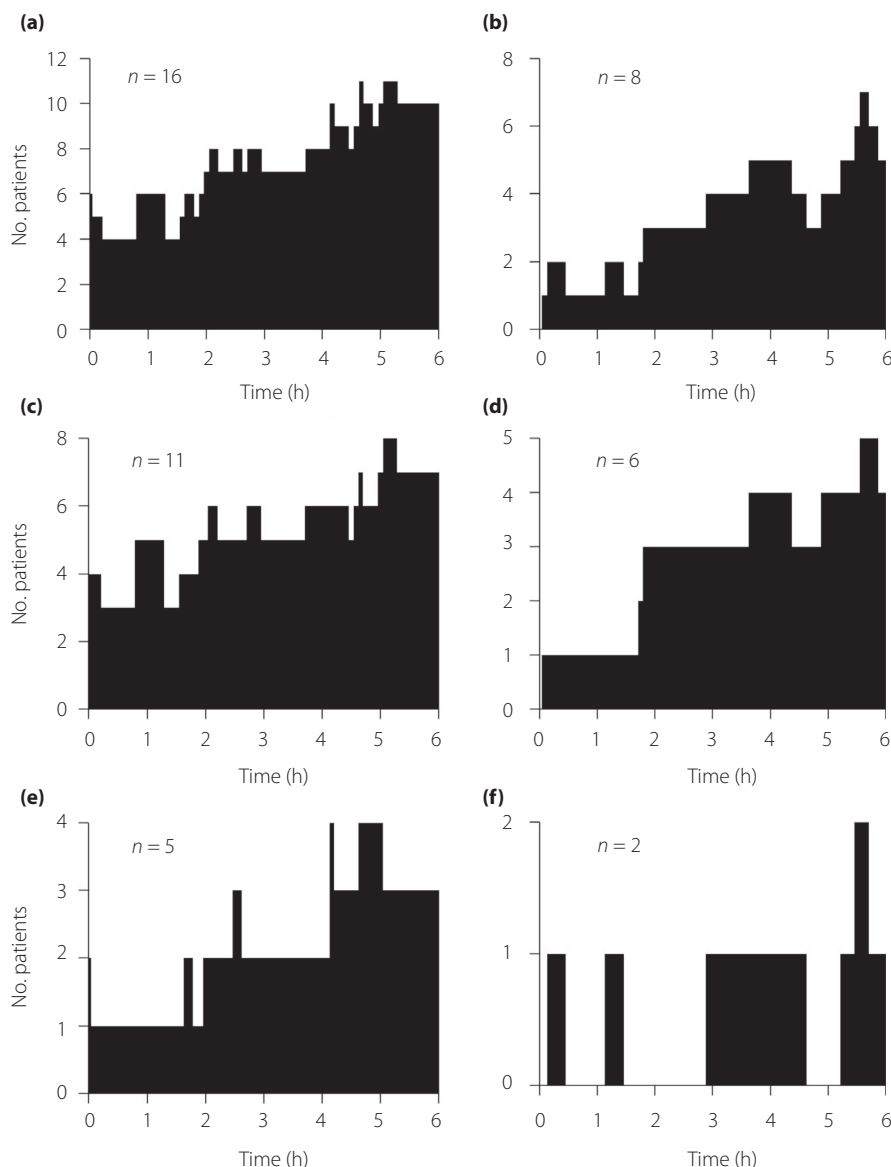 (a)
n = 16
No. patients
12
10
8
6
4
2
0
0 1 2 3 4 5 6
Time (h)
(b)
n = 8
8
6
4
2
0
0 1 2 3 4 5 6
Time (h)
(c)
n = 11
No. patients
8
6
4
2
0
0 1 2 3 4 5 6
Time (h)
(d)
n = 6
5
4
3
2
1
0
0 1 2 3 4 5 6
Time (h)
(e)
n = 5
No. patients
4
3
2
1
0
0 1 2 3 4 5 6
Time (h)
(f)
n = 2
2
1
0
0 1 2 3 4 5 6
Time (h)